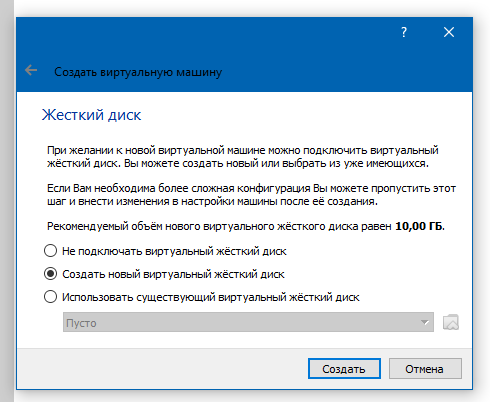 ?
Создать виртуальную машину
Жесткий диск
При желании к новой виртуальной машине можно подключить виртуальный
жёсткий диск. Вы можете создать новый или выбрать из уже имеющихся.
Если Вам необходима более сложная конфигурация Вы можете пропустить этот
шаг и внести изменения в настройки машины после её создания.
Рекомендуемый объём нового виртуального жёсткого диска равен 10,00 ГБ.
Не подключать виртуальный жёсткий диск
Создать новый виртуальный жёсткий диск
Использовать существующий виртуальный жёсткий диск
Пусто
Создать Отмена